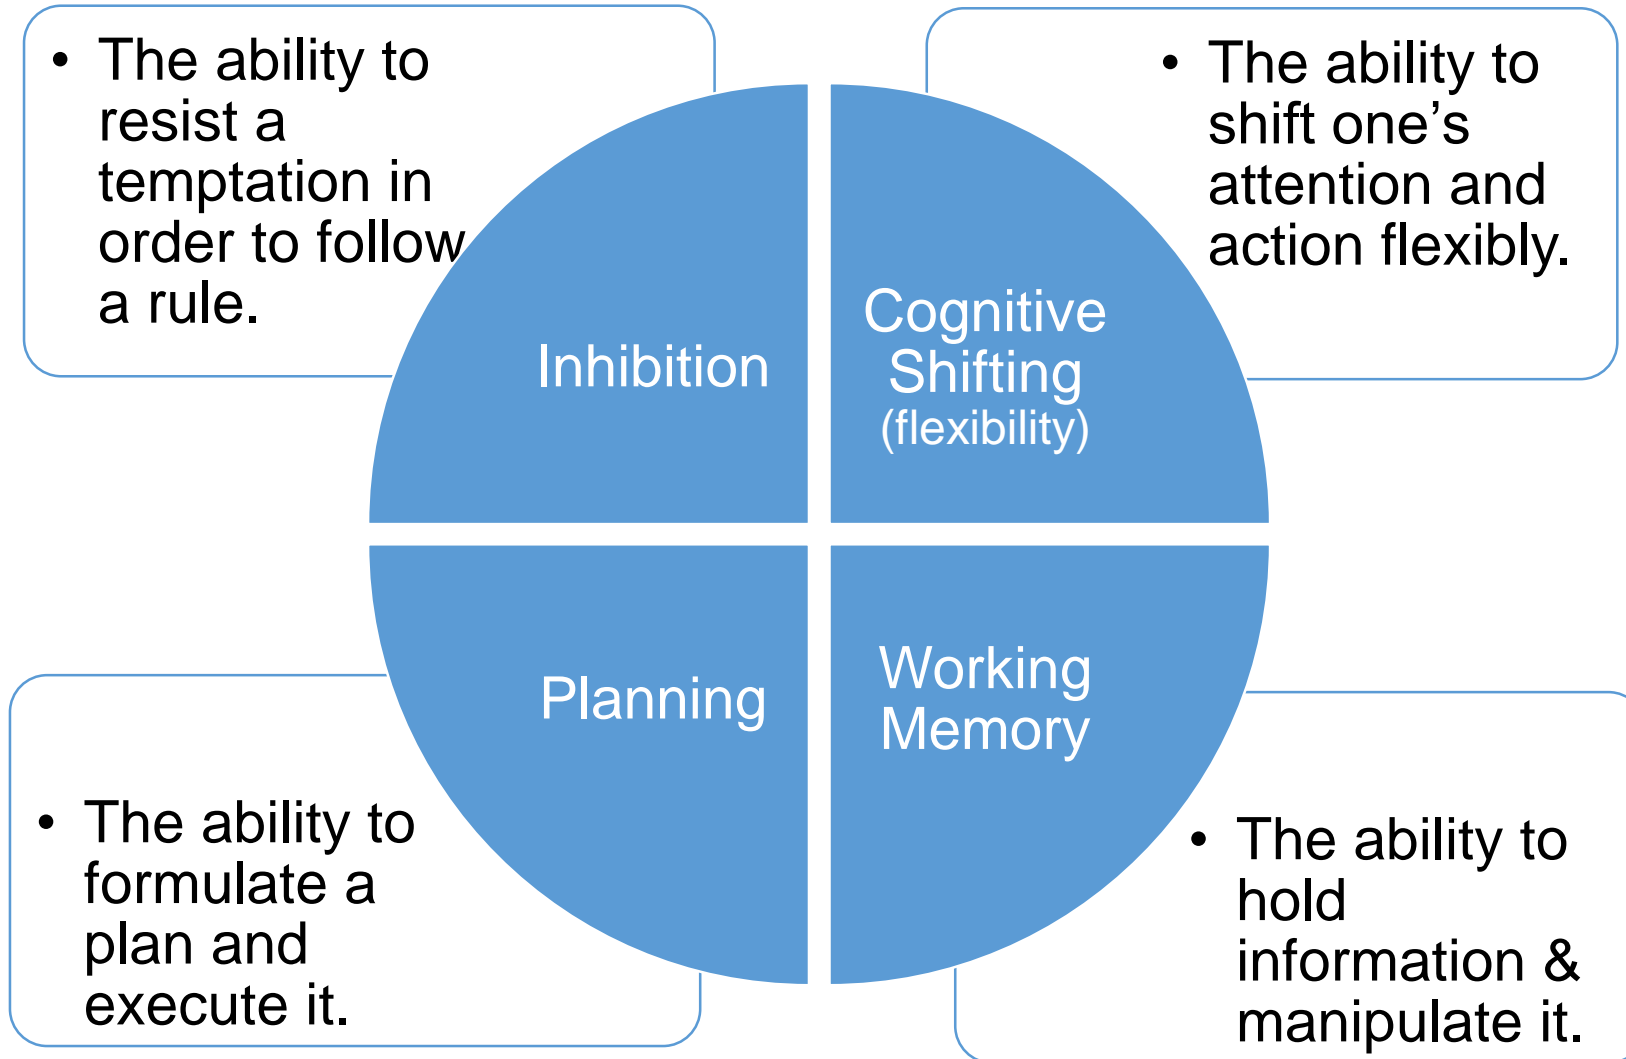 • The ability to
resist a
temptation in
order to follow
a rule.
• The ability to
shift one’s
attention and
action flexibly.
Inhibition
Cognitive
Shifting
(flexibility)
Planning
Working
Memory
• The ability to
formulate a
plan and
execute it.
• The ability to
hold
information &
manipulate it.